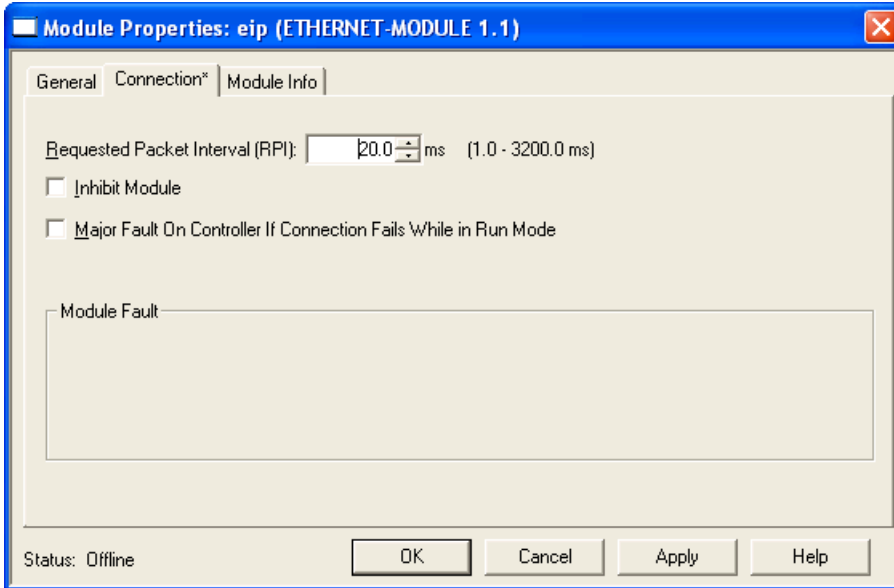 Module Properties: eip (ETHERNET-MODULE 1.1)
General Connection* Module Info
Requested Packet Interval (RPI): 20.0 ms (1.0 - 3200.0 ms)
Inhibit Module
Major Fault On Controller If Connection Fails While in Run Mode
Module Fault
Status: Offline OK Cancel Apply Help